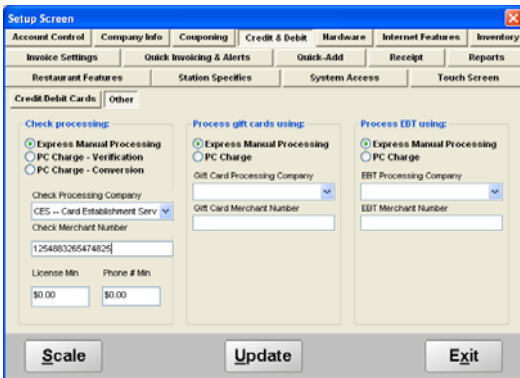 Setup Screen
Account Control Company Info Couponing Credit & Debit Hardware Internet Features Inventory
Invoice Settings Quick Invoicing & Alerts Quick-Add Receipt Reports
Restaurant Features Station Specifics System Access Touch Screen
Credit/Debit Cards Other
Check processing: Process gift cards using: Process EBT using:
Express Manual Processing Express Manual Processing Express Manual Processing
PC Charge - Verification PC Charge PC Charge
PC Charge - Conversion
Gift Card Processing Company EBT Processing Company
Check Processing Company
CES -- Card Establishment Serv
Gift Card Merchant Number EBT Merchant Number
Check Merchant Number
1254883265474825
License Min Phone # Min
$0.00 $0.00
Scale Update Exit